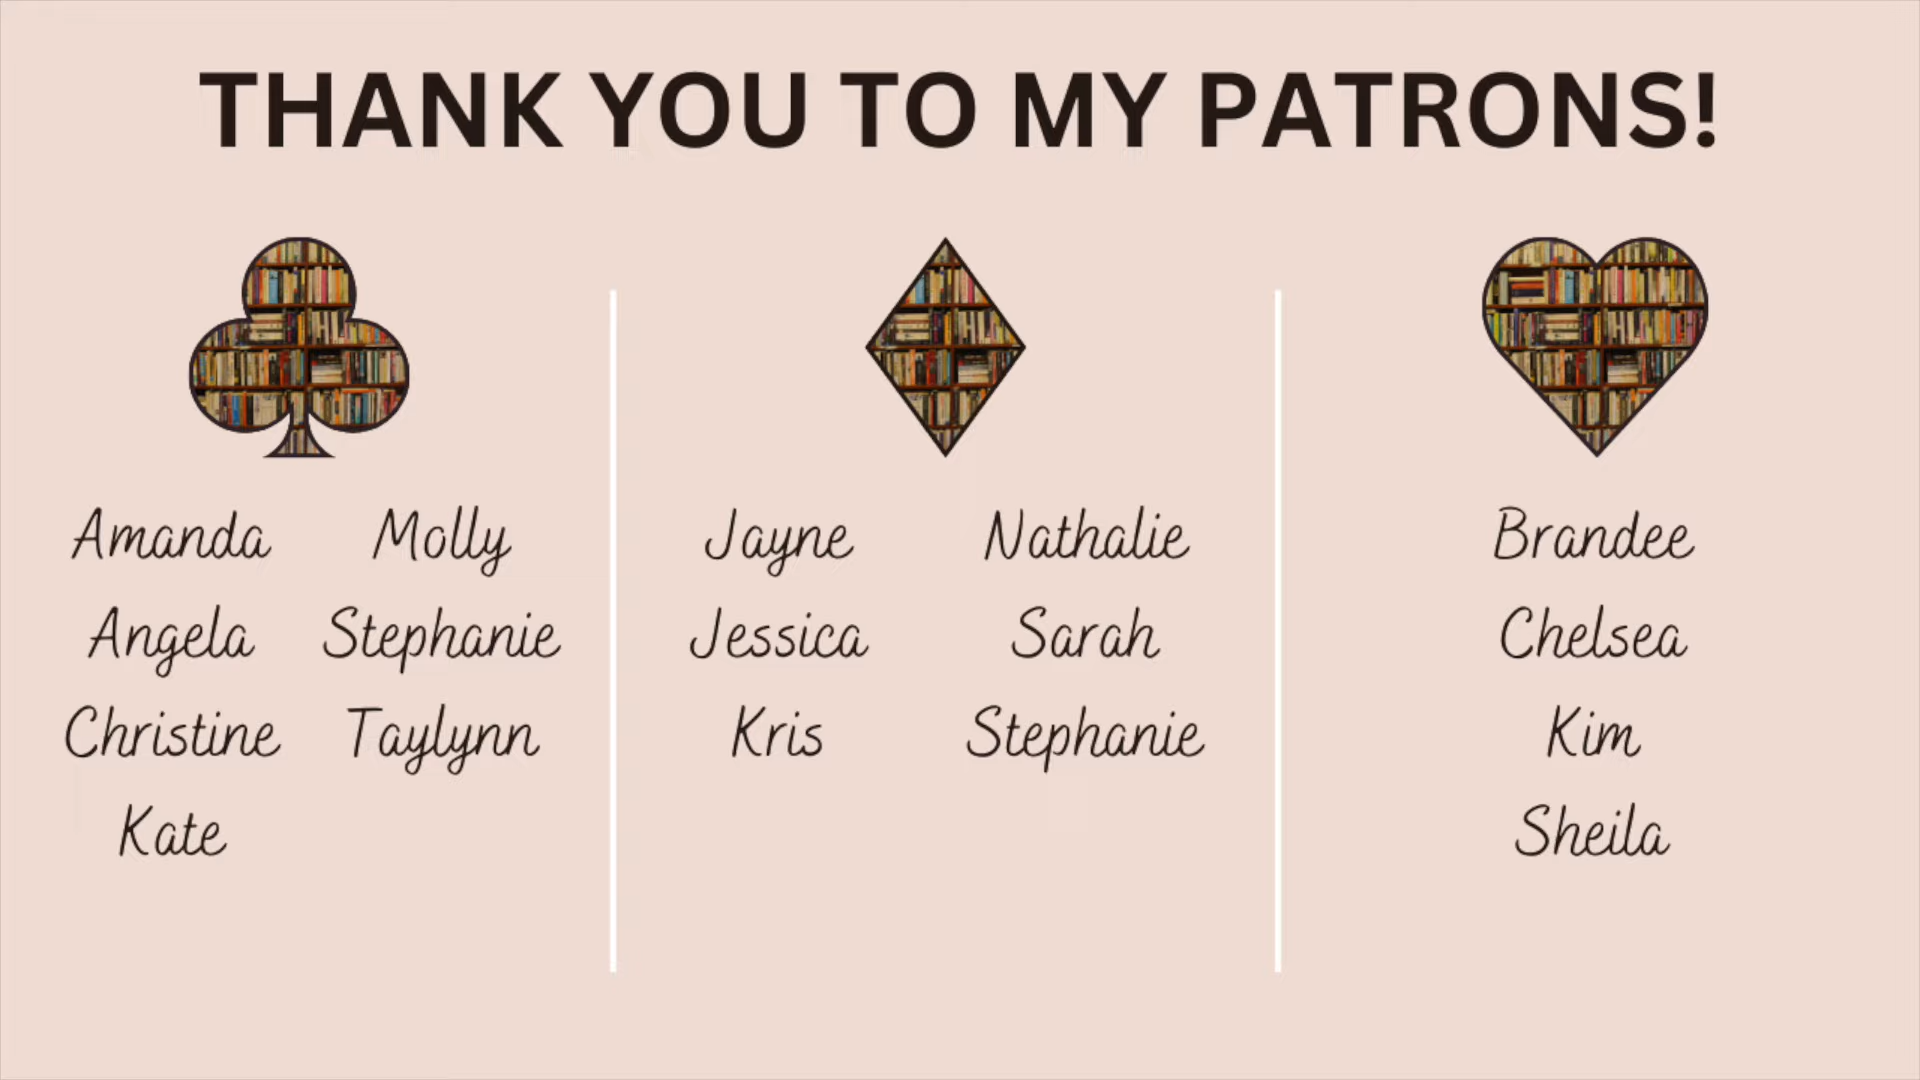 THANK YOU TO MY PATRONS!
Amanda
Angela
Christine
Kate
Molly
Stephanie
Taylynn
Jayne
Jessica
Kris
Nathalie
Sarah
Stephanie
Brandee
Chelsea
Kim
Sheila